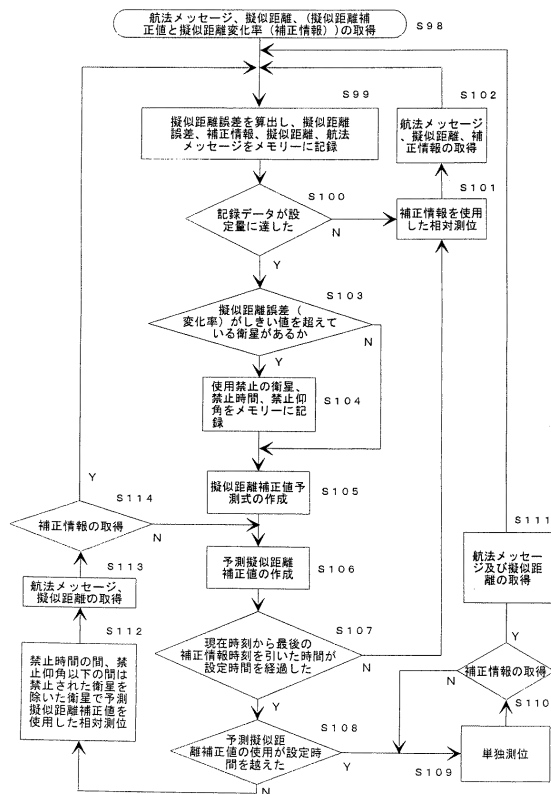 航法メッセージ、擬似距離、(擬似距離補
正値と擬似距離変化率(補正情報))の取得
S98
S99
擬似距離誤差を算出し、擬似距離
誤差、補正情報、擬似距離、航法
メッセージをメモリーに記録
S102
航法メッセージ
、擬似距離、補
正情報の取得
S100
記録データが設
定量に達した
N
Y
S101
補正情報を使用
した相対測位
S103
擬似距離誤差(
変化率)がしきい値を超えて
いる衛星があるか
N
Y
使用禁止の衛星、
禁止時間、禁止仰
角をメモリーに記
録
S104
擬似距離補正値予
測式の作成
S105
Y
S114
補正情報の取得
N
予測擬似距離
補正値の作成
S106
S111
航法メッセー
ジ及び擬似距
離の取得
S113
航法メッセージ、
擬似距離の取得
S112
禁止時間の間、禁
止仰角以下の間は
禁止された衛星を
除いた衛星で予測
擬似距離補正値を
使用した相対測位
S107
現在時刻から最後の
補正情報時刻を引いた時間が
設定時間を経過した
N
Y
Y
補正情報の取得
N
S110
S108
予測擬似距
離補正値の使用が設定時
間を越えた
Y
N
S109
単独測位